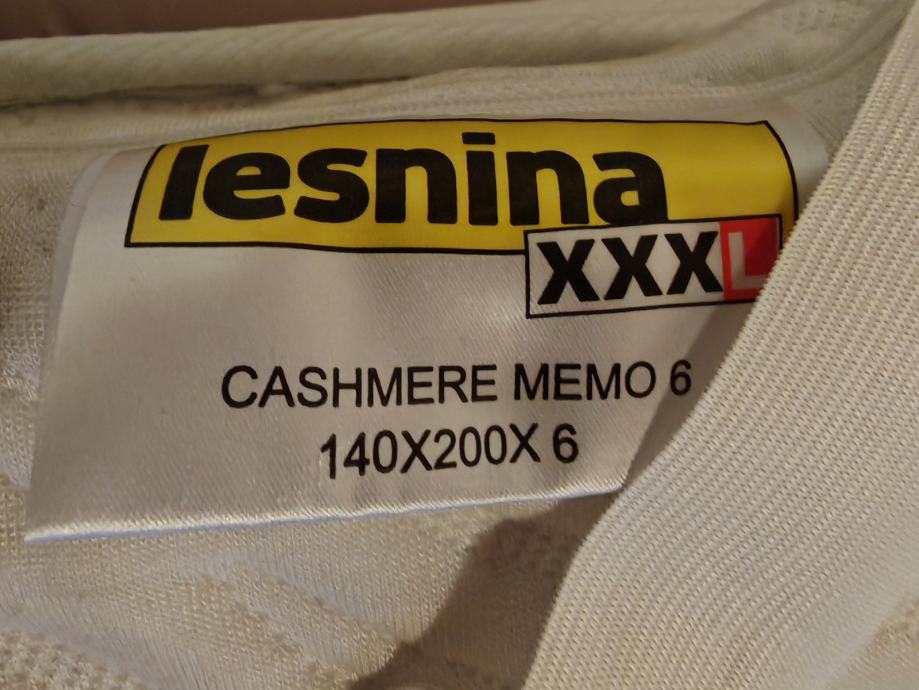 lesnina
XXXL
CASHMERE MEMO 6
140X200X 6